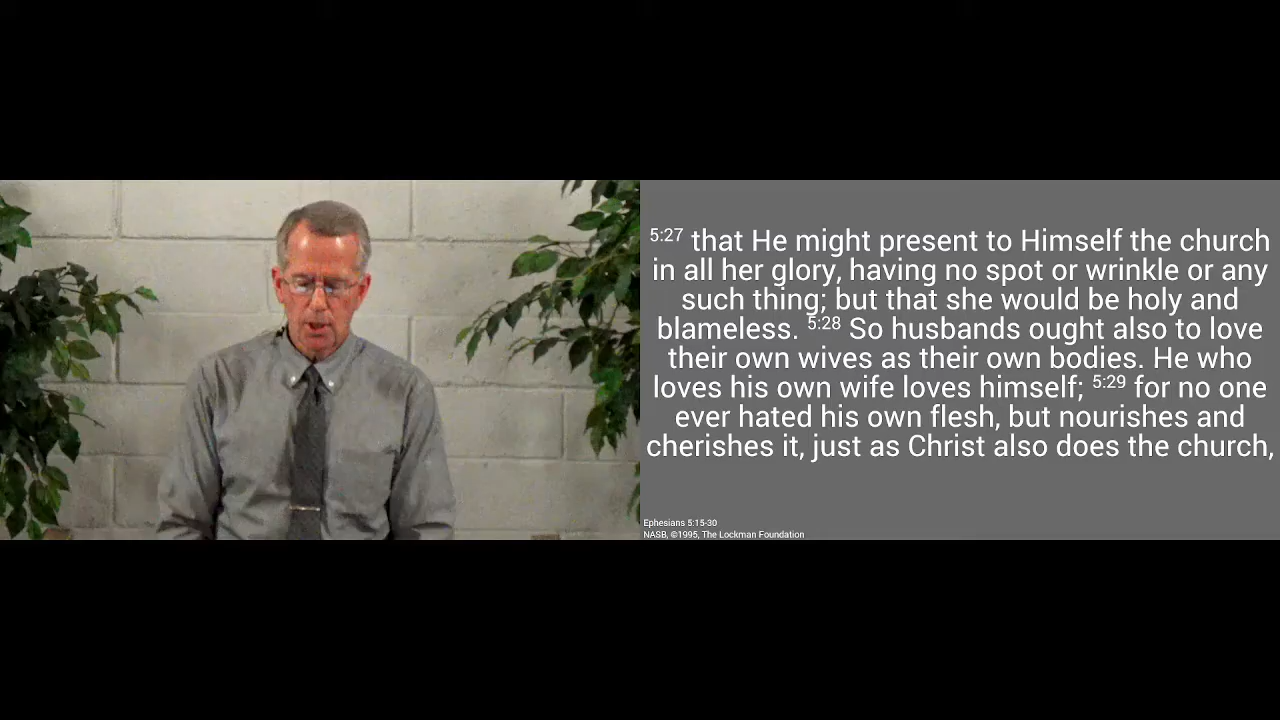 5:27 that He might present to Himself the church
in all her glory, having no spot or wrinkle or any
such thing; but that she would be holy and
blameless. 5:28 So husbands ought also to love
their own wives as their own bodies. He who
loves his own wife loves himself; 5:29 for no one
ever hated his own flesh, but nourishes and
cherishes it, just as Christ also does the church,
Ephesians 5:15-30
NASB, ©1995, The Lockman Foundation